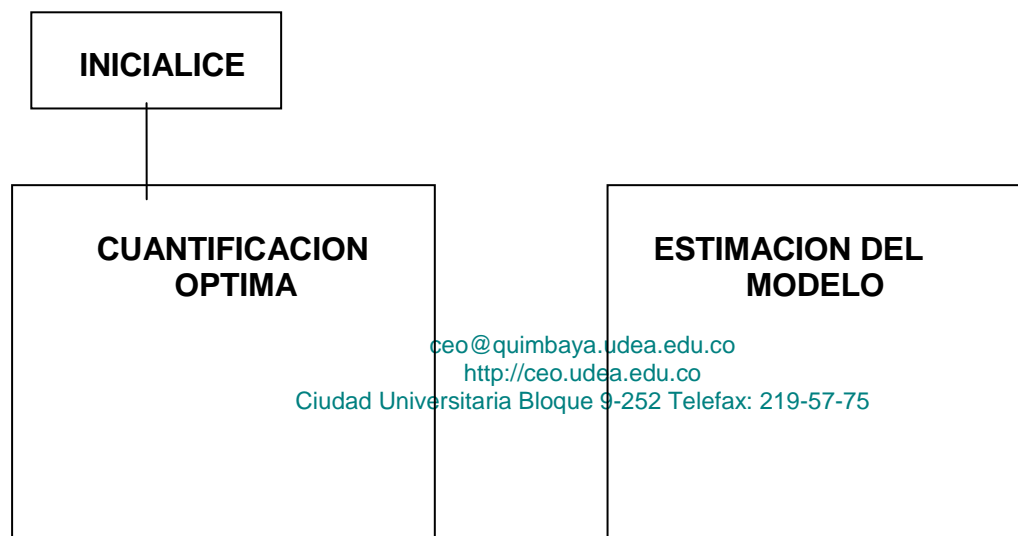 INICIALICE
CUANTIFICACION
OPTIMA
ESTIMACION DEL
MODELO
ceo@quimbaya.udea.edu.co
http://ceo.udea.edu.co
Ciudad Universitaria Bloque 9-252 Telefax: 219-57-75